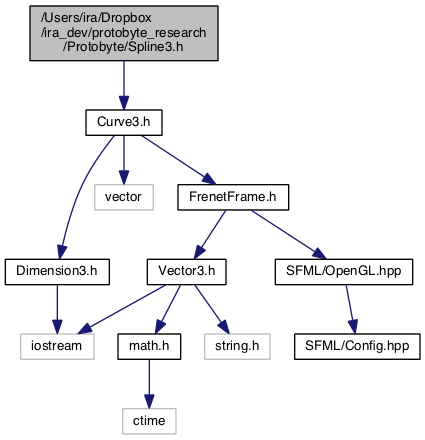 /Users/ira/Dropbox
/ira_dev/protobyte_research
/Protobyte/Spline3.h
Curve3.h
vector
FrenetFrame.h
Dimension3.h
Vector3.h
SFML/OpenGL.hpp
iostream
math.h
string.h
SFML/Config.hpp
ctime